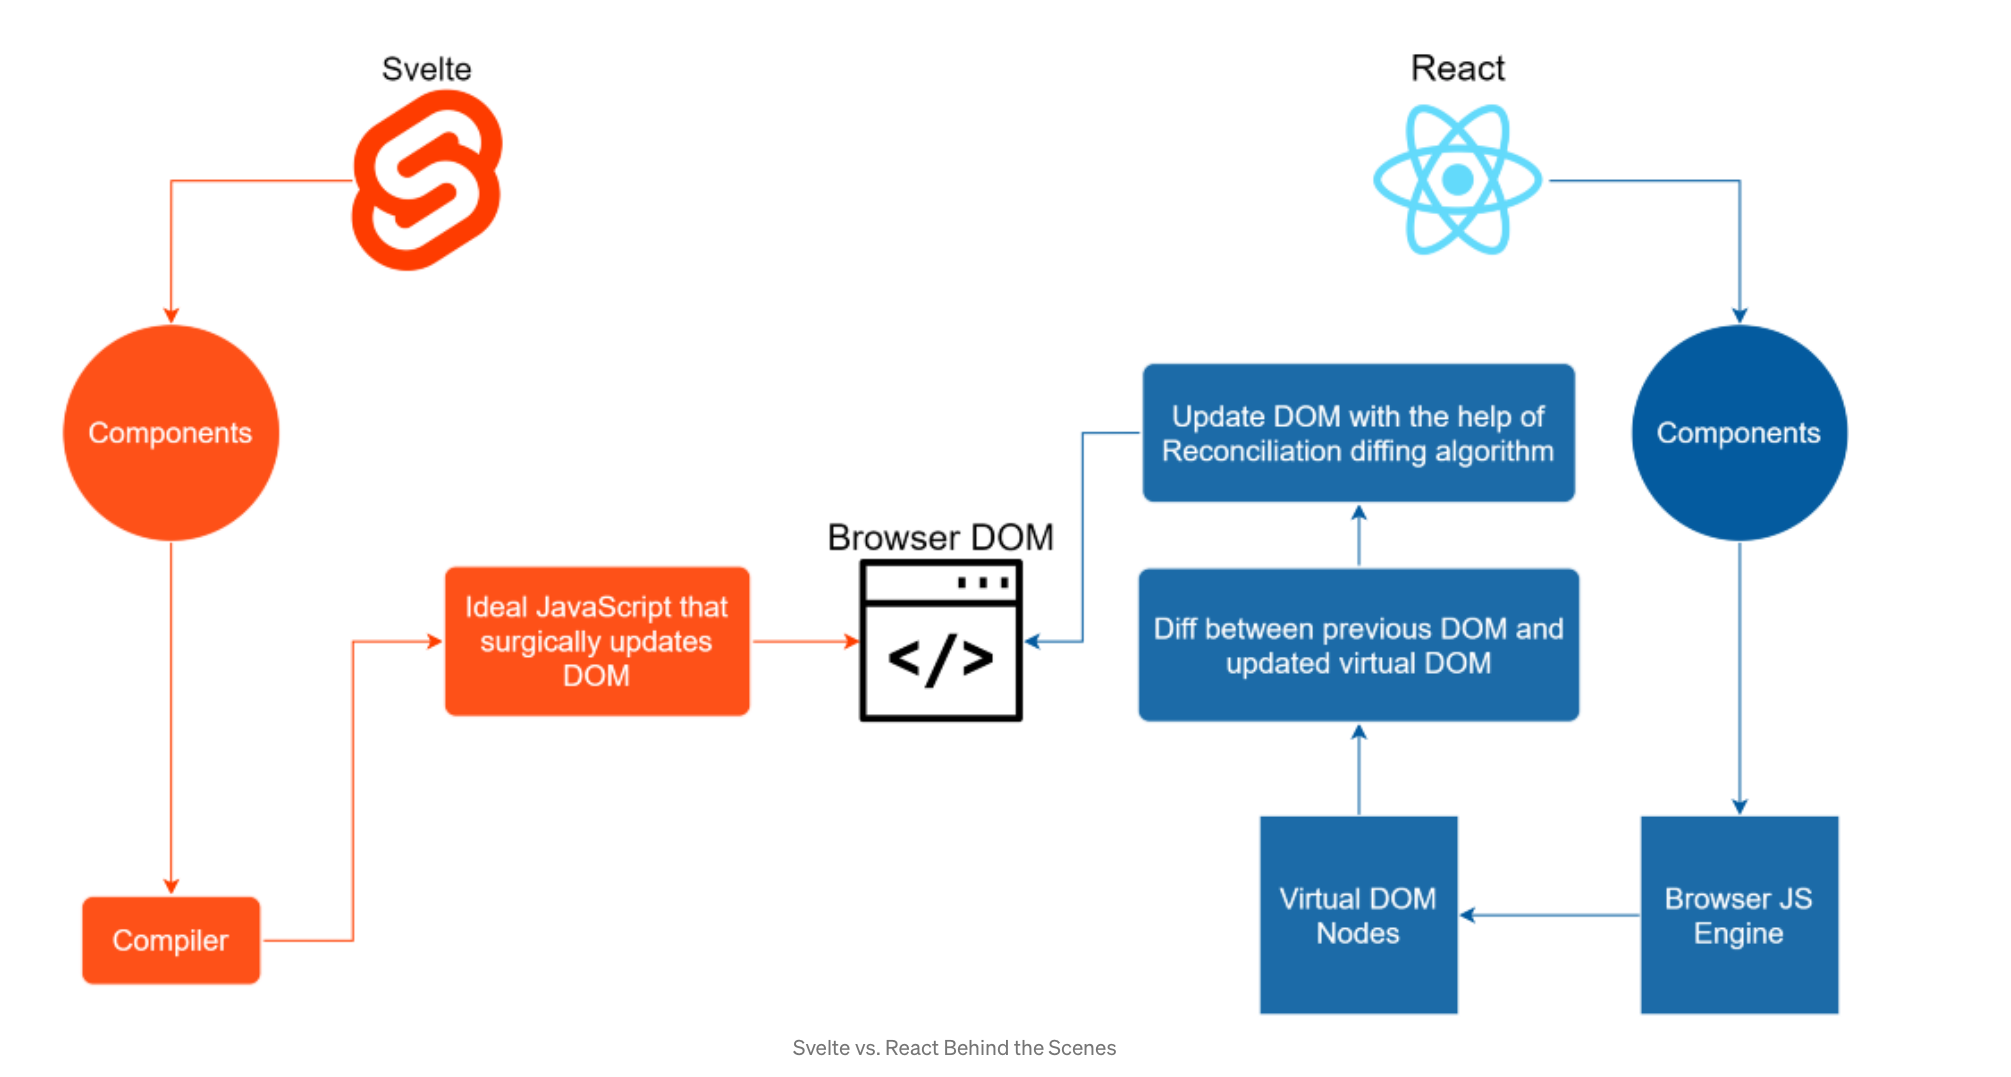 Svelte
React
Components
Update DOM with the help of
Reconciliation diffing algorithm
Components
Browser DOM
</>
Ideal JavaScript that
surgically updates
DOM
Diff between previous DOM and
updated virtual DOM
Compiler
Virtual DOM
Nodes
Browser JS
Engine
Svelte vs. React Behind the Scenes